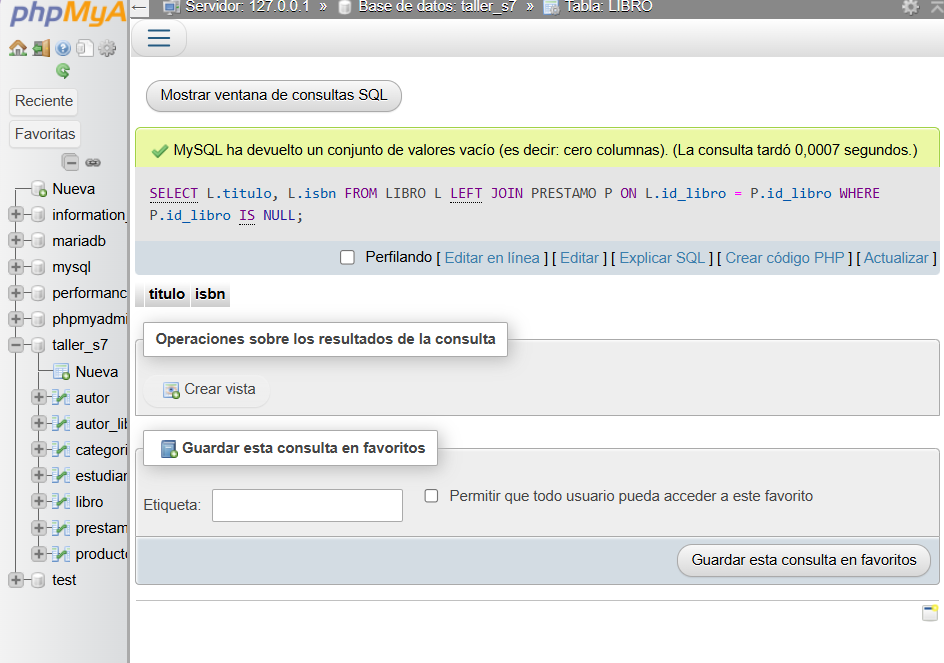 phpMyA
Servidor: 127.0.0.1 » Base de datos: taller_s7 » Tabla: LIBRO
Reciente
Favoritas
Nueva
information_
mariadb
mysql
performanc
phpmyadmi
taller_s7
Nueva
autor
autor_lib
categori
estudian
libro
prestam
producto
test
Mostrar ventana de consultas SQL
MySQL ha devuelto un conjunto de valores vacío (es decir: cero columnas). (La consulta tardó 0,0007 segundos.)
SELECT L.titulo, L.isbn FROM LIBRO L LEFT JOIN PRESTAMO P ON L.id_libro = P.id_libro WHERE
P.id_libro IS NULL;
Perfilando [ Editar en línea ] [ Editar ] [ Explicar SQL ] [ Crear código PHP ] [ Actualizar ]
titulo isbn
Operaciones sobre los resultados de la consulta
Crear vista
Guardar esta consulta en favoritos
Etiqueta: Permitir que todo usuario pueda acceder a este favorito
Guardar esta consulta en favoritos